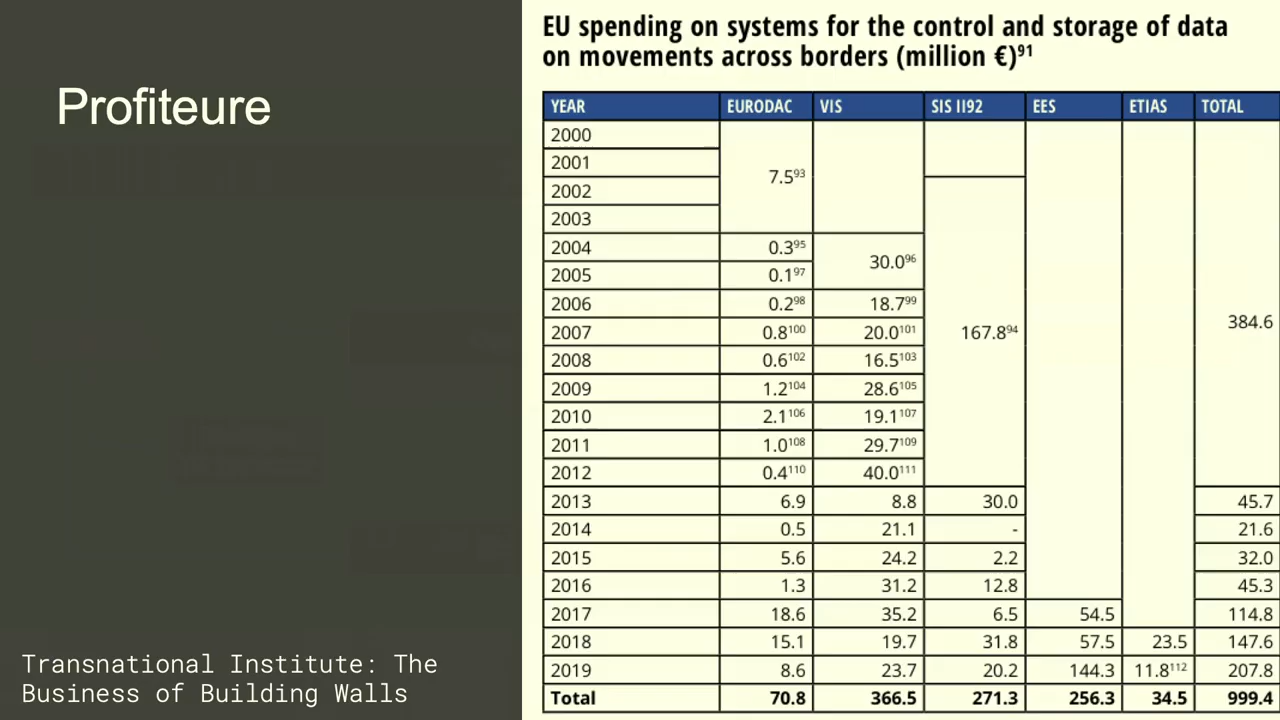 Profiteure
Transnational Institute: The
Business of Building Walls
EU spending on systems for the control and storage of data
on movements across borders (million €)91
YEAR EURODAC VIS SIS II92 EES ETIAS TOTAL
2000
2001
7.593
2002
2003
2004 0.395
30.096
2005 0.197
2006 0.298 18.799
384.6
2007 0.8100 20.0101 167.894
2008 0.6102 16.5103
2009 1.2104 28.6105
2010 2.1106 19.1107
2011 1.0108 29.7109
2012 0.4110 40.0111
2013 6.9 8.8 30.0 45.7
2014 0.5 21.1 - 21.6
2015 5.6 24.2 2.2 32.0
2016 1.3 31.2 12.8 45.3
2017 18.6 35.2 6.5 54.5 114.8
2018 15.1 19.7 31.8 57.5 23.5 147.6
2019 8.6 23.7 20.2 144.3 11.8112 207.8
Total 70.8 366.5 271.3 256.3 34.5 999.4